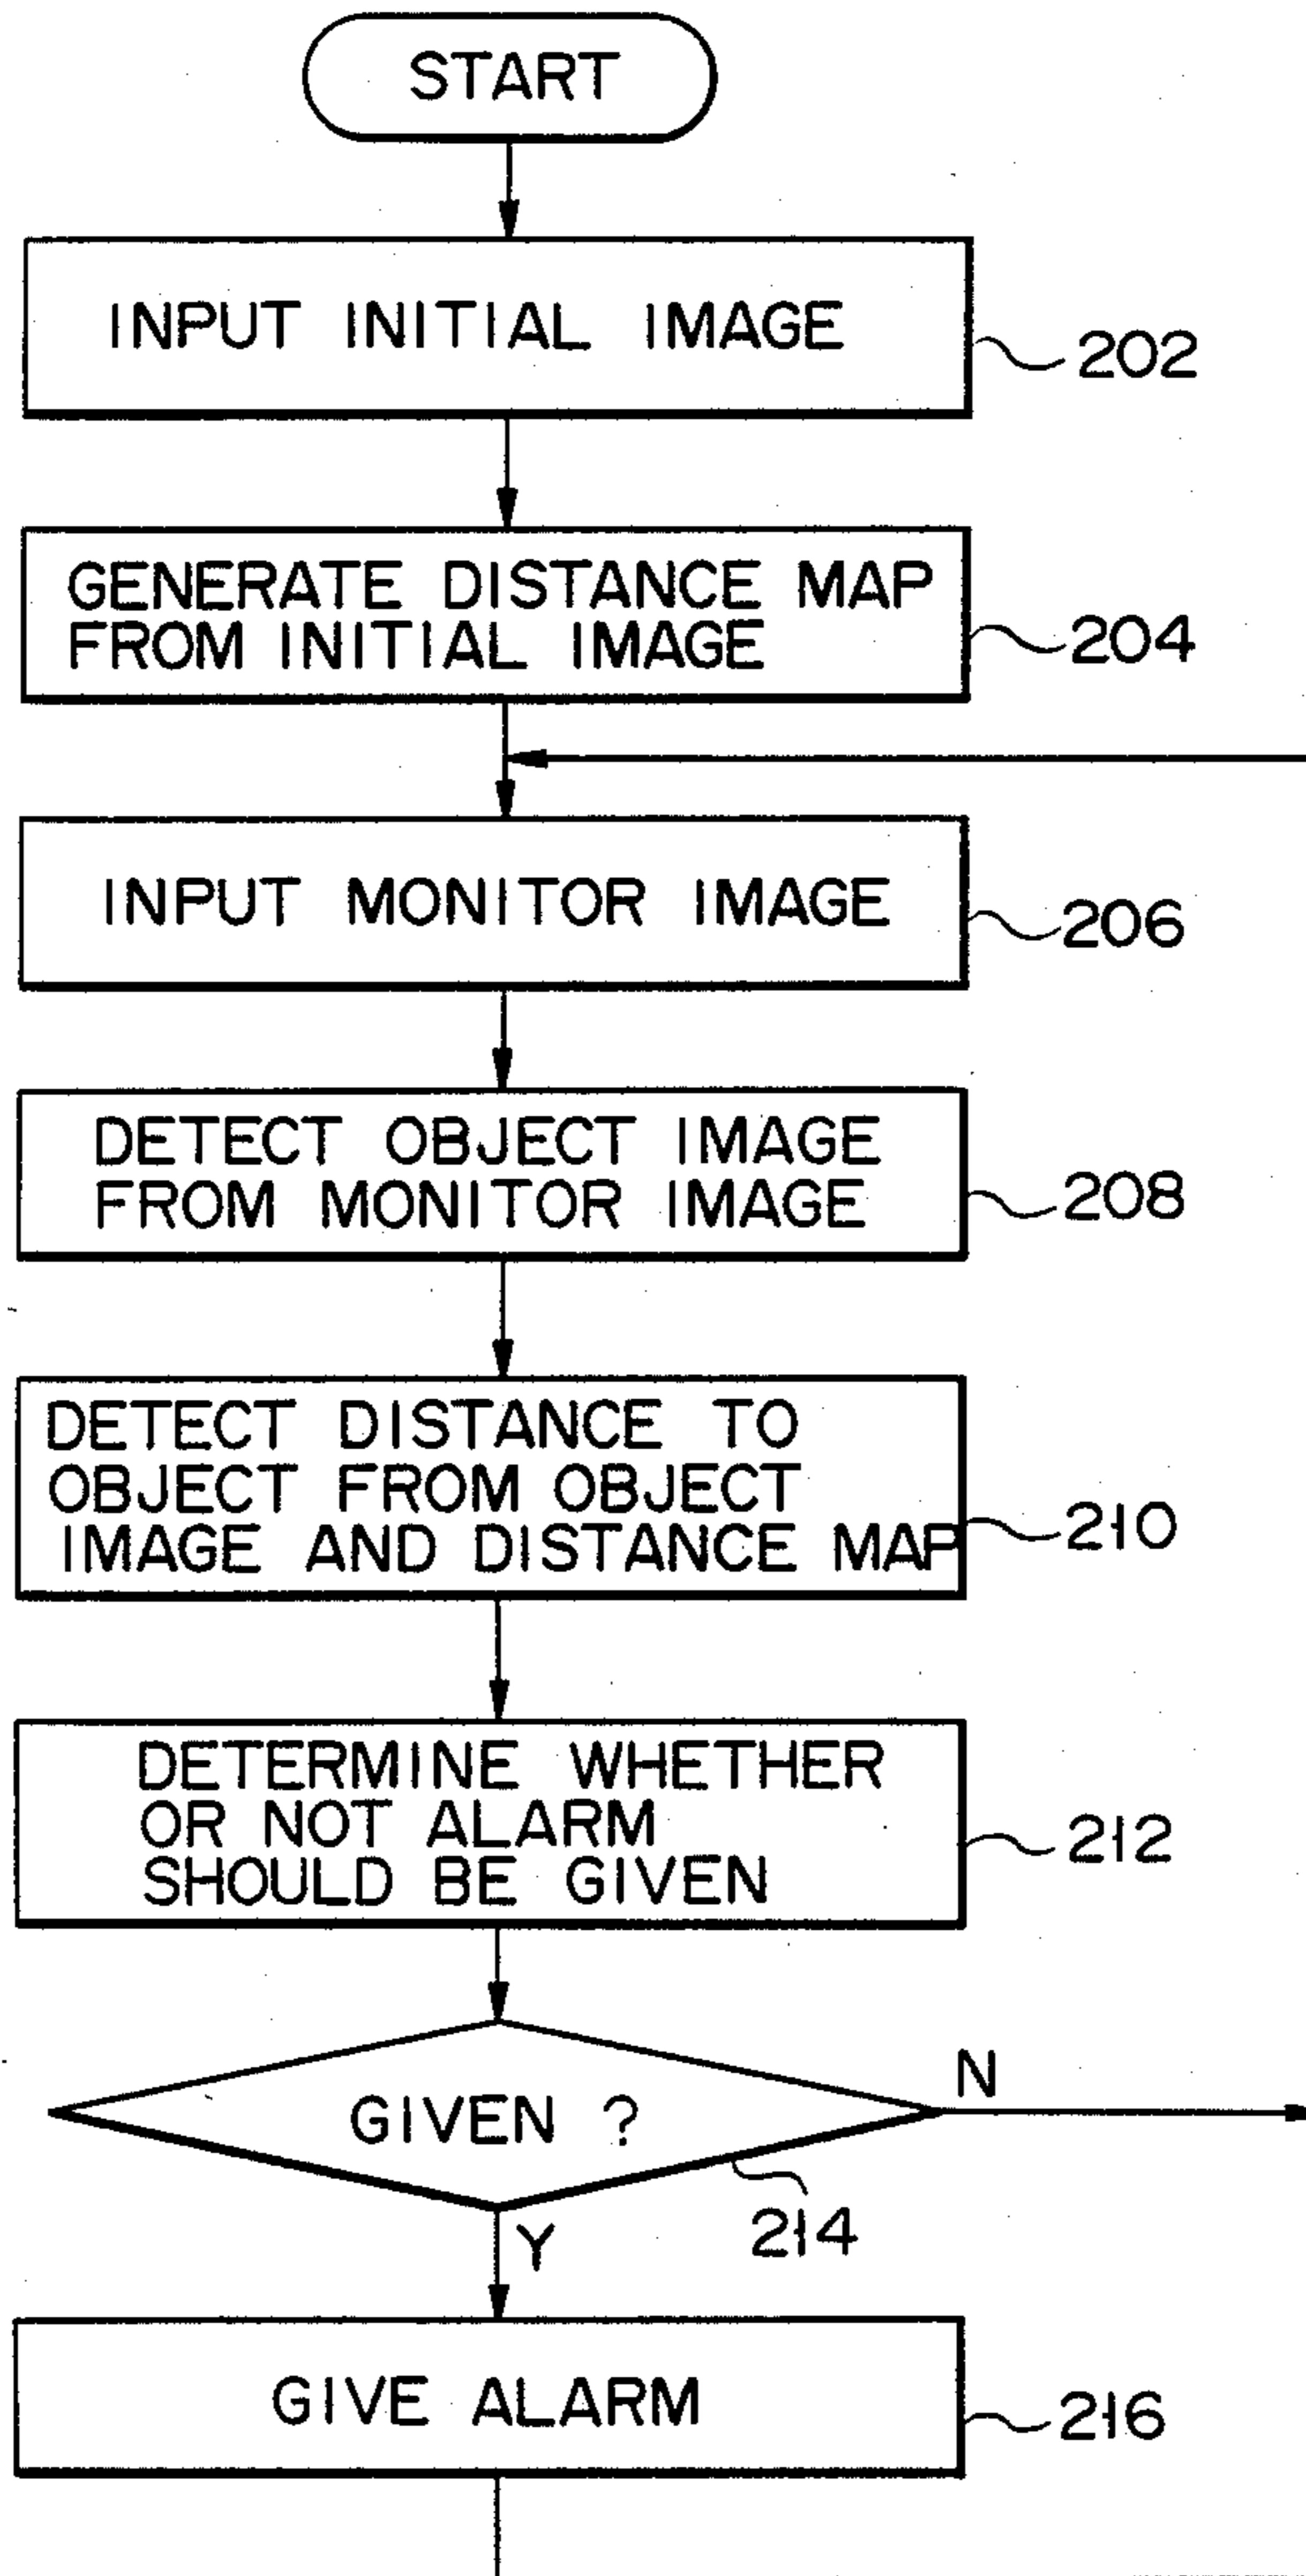 START
INPUT INITIAL IMAGE
202
GENERATE DISTANCE MAP
FROM INITIAL IMAGE
204
INPUT MONITOR IMAGE
206
DETECT OBJECT IMAGE
FROM MONITOR IMAGE
208
DETECT DISTANCE TO
OBJECT FROM OBJECT
IMAGE AND DISTANCE MAP
210
DETERMINE WHETHER
OR NOT ALARM
SHOULD BE GIVEN
212
N
GIVEN ?
214
Y
GIVE ALARM
216